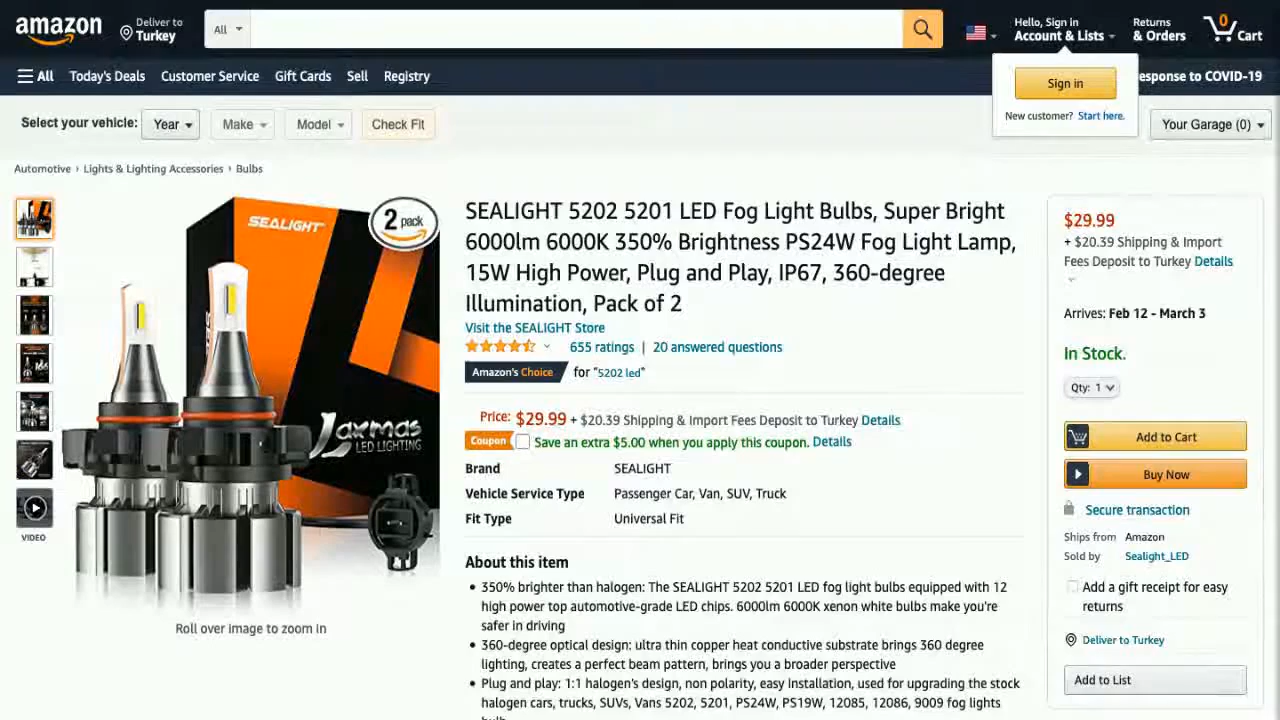 amazon
Deliver to
Turkey
All
Hello, Sign in
Account & Lists
Returns
& Orders
0
Cart
All
Today's Deals
Customer Service
Gift Cards
Sell
Registry
esponse to COVID-19
Sign in
New customer? Start here.
Select your vehicle:
Year
Make
Model
Check Fit
Your Garage (0)
Automotive › Lights & Lighting Accessories › Bulbs
SEALIGHT
2 pack
Laxmas
LED LIGHTING
VIDEO
Roll over image to zoom in
SEALIGHT 5202 5201 LED Fog Light Bulbs, Super Bright
6000lm 6000K 350% Brightness PS24W Fog Light Lamp,
15W High Power, Plug and Play, IP67, 360-degree
Illumination, Pack of 2
Visit the SEALIGHT Store
655 ratings | 20 answered questions
Amazon's Choice for "5202 led"
Price: $29.99 + $20.39 Shipping & Import Fees Deposit to Turkey Details
Coupon Save an extra $5.00 when you apply this coupon. Details
Brand SEALIGHT
Vehicle Service Type Passenger Car, Van, SUV, Truck
Fit Type Universal Fit
About this item
• 350% brighter than halogen: The SEALIGHT 5202 5201 LED fog light bulbs equipped with 12
high power top automotive-grade LED chips. 6000lm 6000K xenon white bulbs make you're
safer in driving
• 360-degree optical design: ultra thin copper heat conductive substrate brings 360 degree
lighting, creates a perfect beam pattern, brings you a broader perspective
• Plug and play: 1:1 halogen's design, non polarity, easy installation, used for upgrading the stock
halogen cars, trucks, SUVs, Vans 5202, 5201, PS24W, PS19W, 12085, 12086, 9009 fog lights
$29.99
+ $20.39 Shipping & Import
Fees Deposit to Turkey Details
Arrives: Feb 12 - March 3
In Stock.
Qty: 1
Add to Cart
Buy Now
Secure transaction
Ships from Amazon
Sold by Sealight_LED
Add a gift receipt for easy
returns
Deliver to Turkey
Add to List